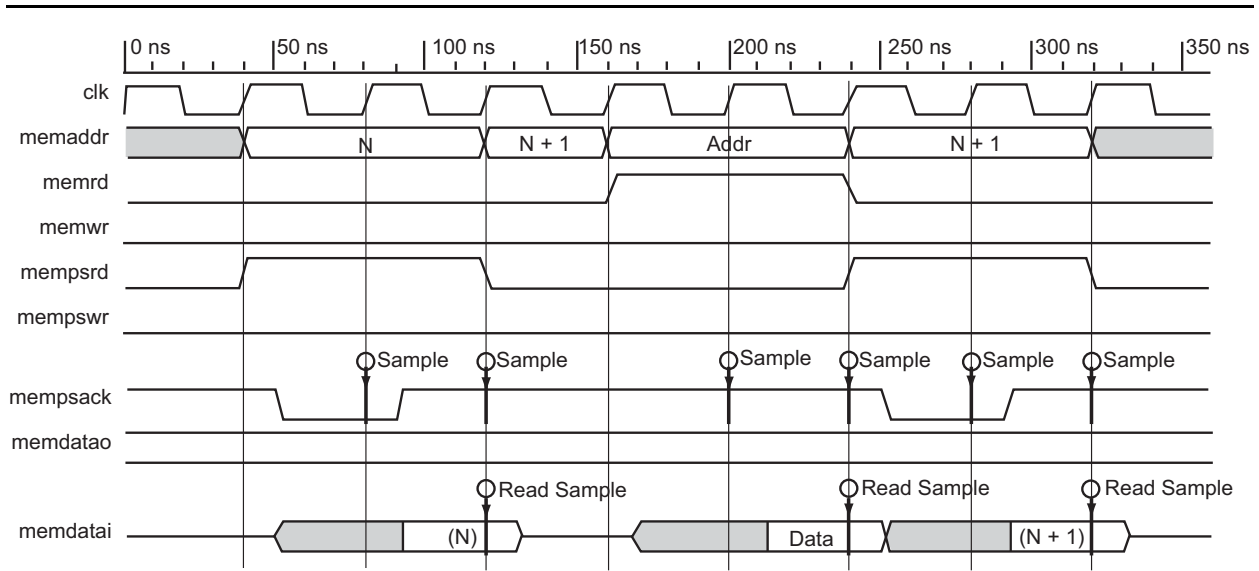 0 ns 50 ns 100 ns 150 ns 200 ns 250 ns 300 ns 350 ns
clk
memaddr N N + 1 Addr N + 1
memrd
memwr
mempsrd
mempswr
Sample Sample Sample Sample Sample Sample
mempsack
memdatao
Read Sample Read Sample Read Sample
memdatai (N) Data (N + 1)